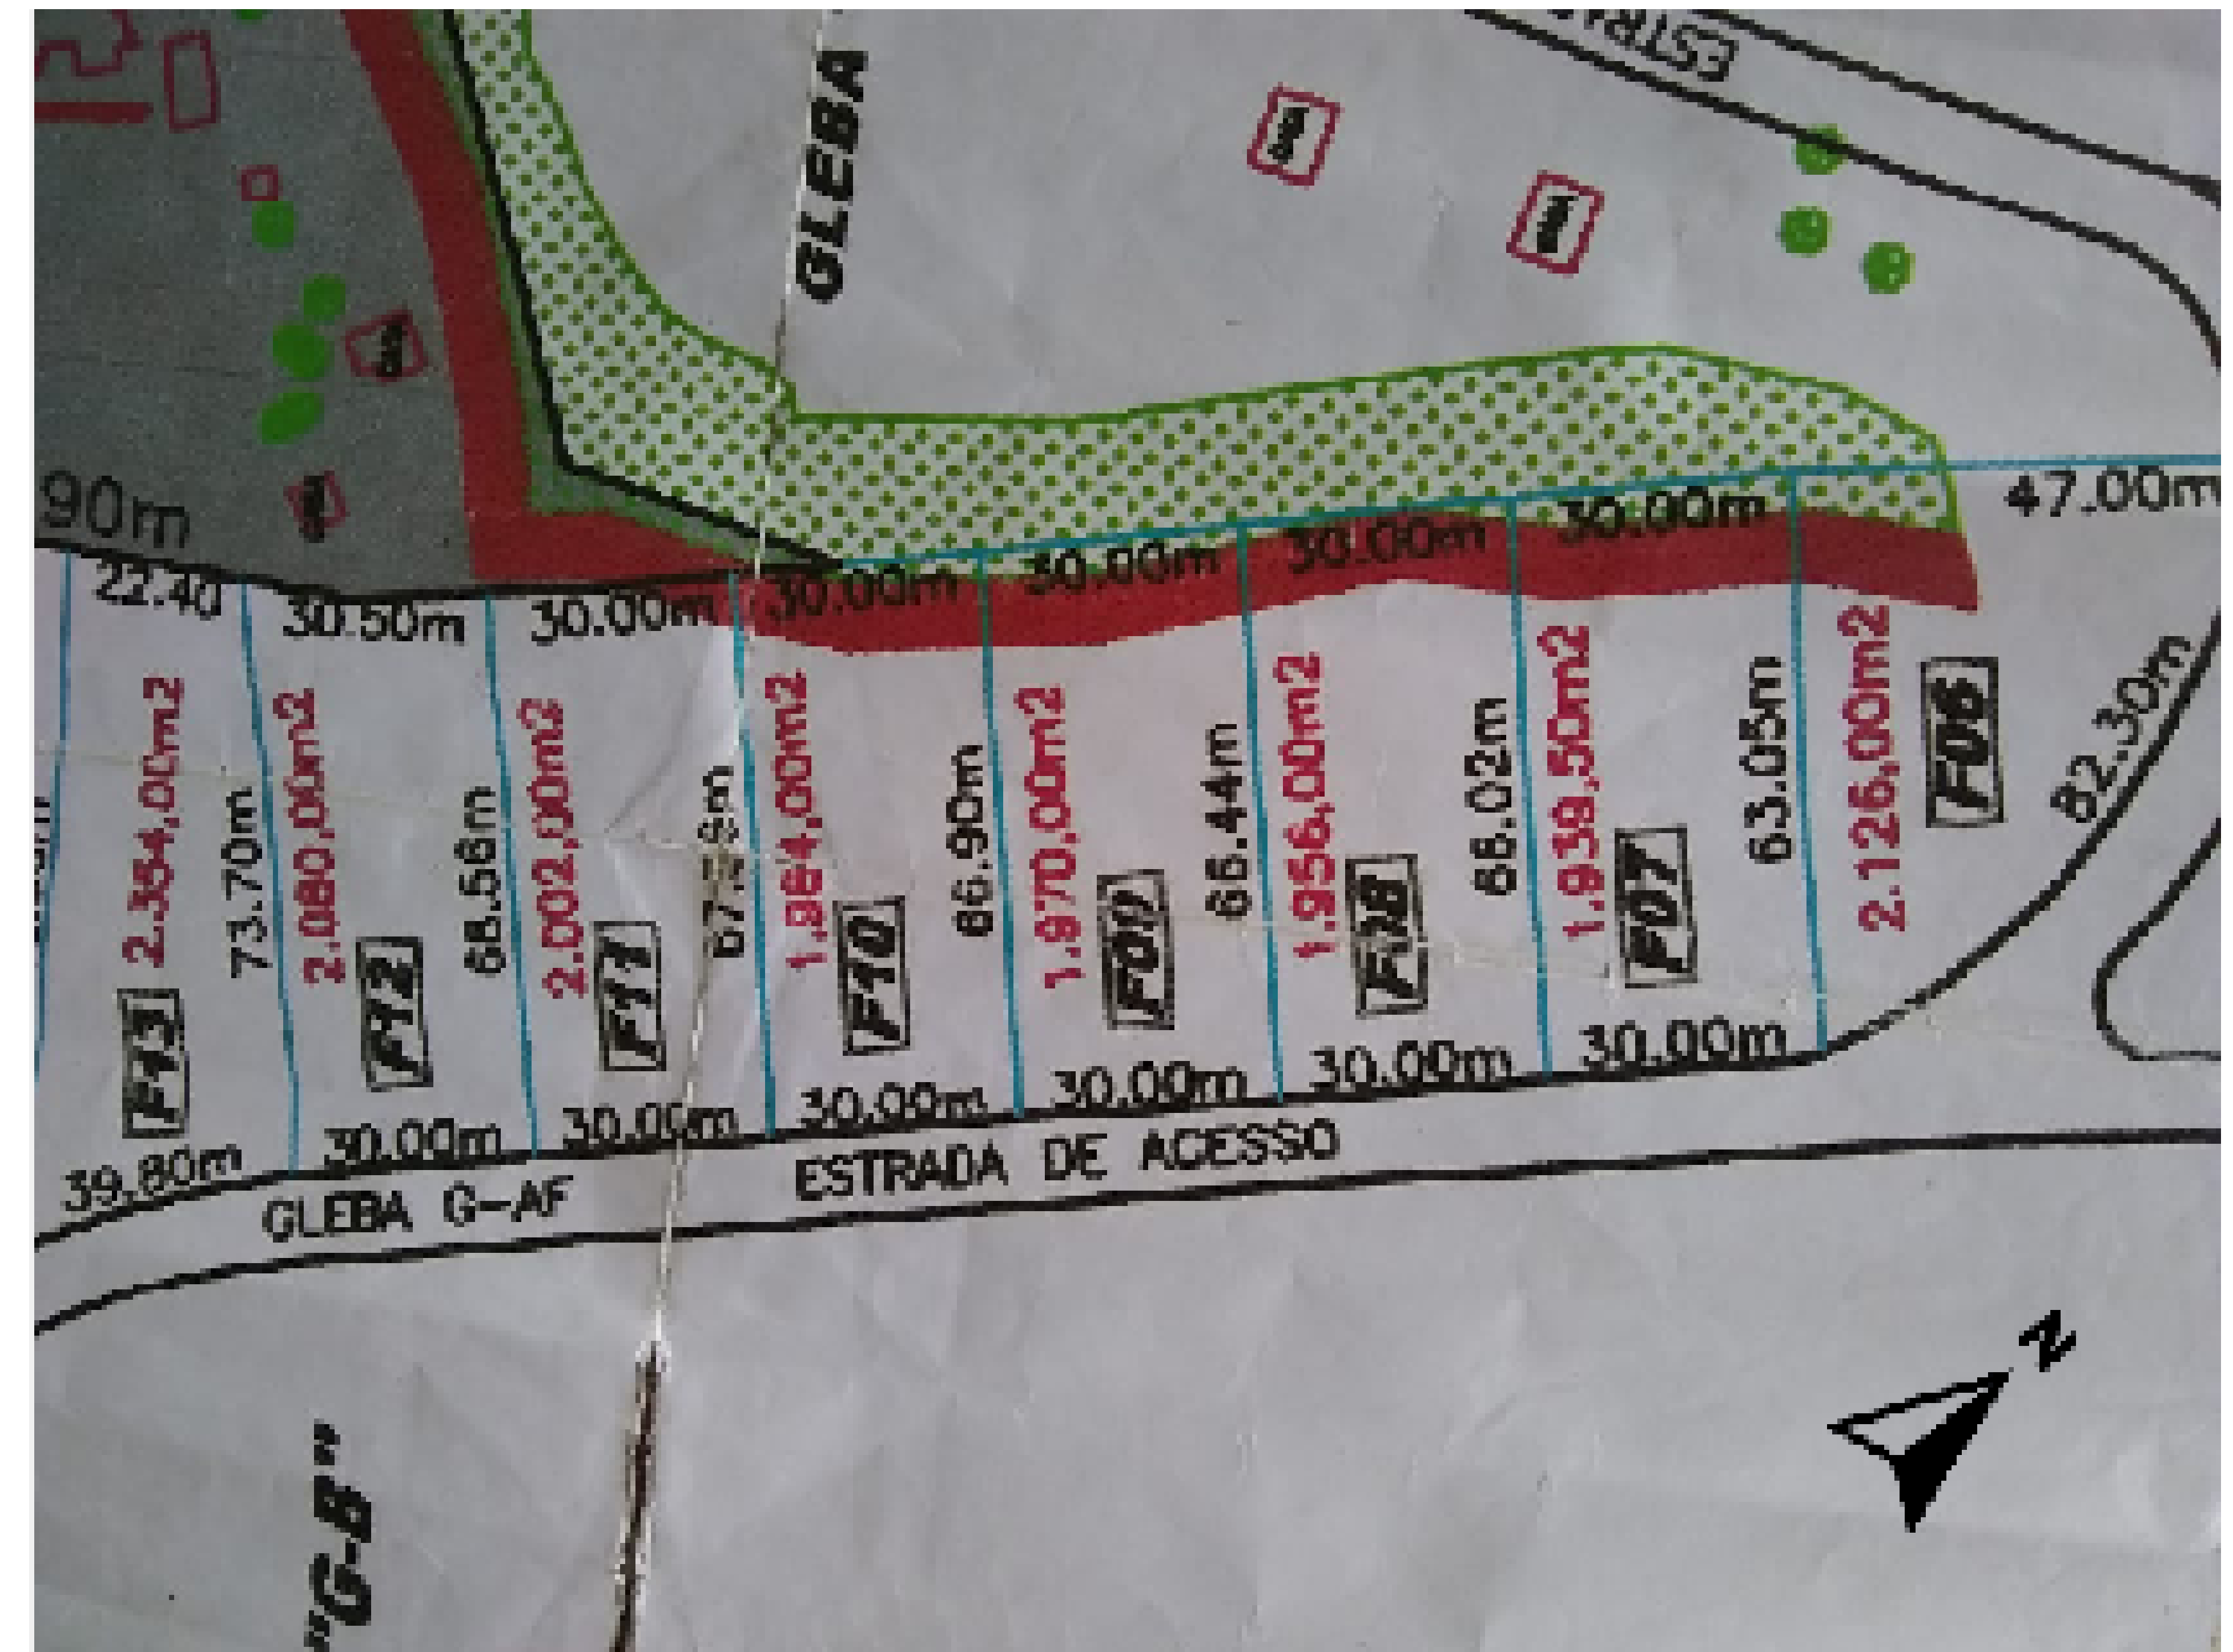 ESTRA
GLEBA
90m
47.00m
22.40
30.50m
30.00m
30.00m
30.00m
30.00m
30.00m
2.354,00m2
73.70m
2.080,00m2
68.56m
2.002,00m2
1.984,00m2
66.90m
1.970,00m2
66.44m
1.956,00m2
66.02m
1.939,50m2
63.05m
2.126,00m2
82.30m
F13
F12
F11
F10
F09
F08
F07
F06
39.80m
30.00m
30.00m
30.00m
30.00m
30.00m
30.00m
GLEBA G-AF
ESTRADA DE ACESSO
"G-B"
N